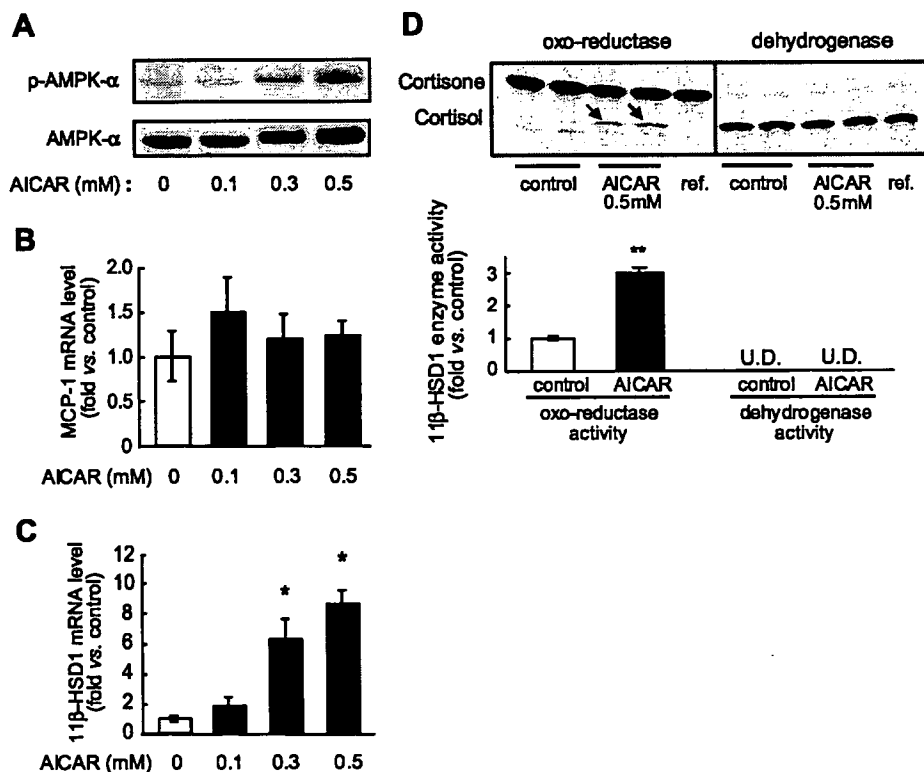 A
p-AMPK-α
AMPK-α
AICAR (mM) : 0 0.1 0.3 0.5
B
MCP-1 mRNA level
(fold vs. control)
2.0
1.5
1.0
0.5
0
AICAR (mM) 0 0.1 0.3 0.5
C
11β-HSD1 mRNA level
(fold vs. control)
12
10
8
6
4
2
0
* *
AICAR (mM) 0 0.1 0.3 0.5
D
oxo-reductase dehydrogenase
Cortisone
Cortisol
control AICAR ref. control AICAR ref.
0.5mM 0.5mM
11β-HSD1 enzyme activity
(fold vs. control)
3
2
1
0
**
U.D. U.D.
control AICAR control AICAR
oxo-reductase dehydrogenase
activity activity